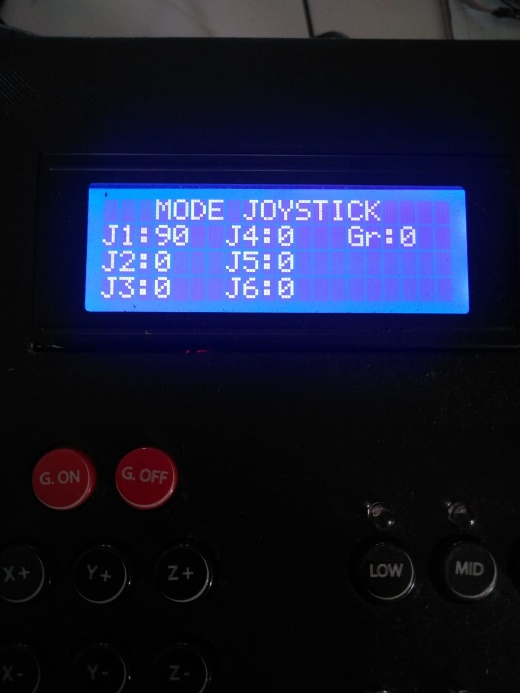 MODE JOYSTICK
J1:90 J4:0 Gr:0
J2:0 J5:0
J3:0 J6:0
G.ON G.OFF
X+ Y+ Z+ LOW MID
X- Y- Z-